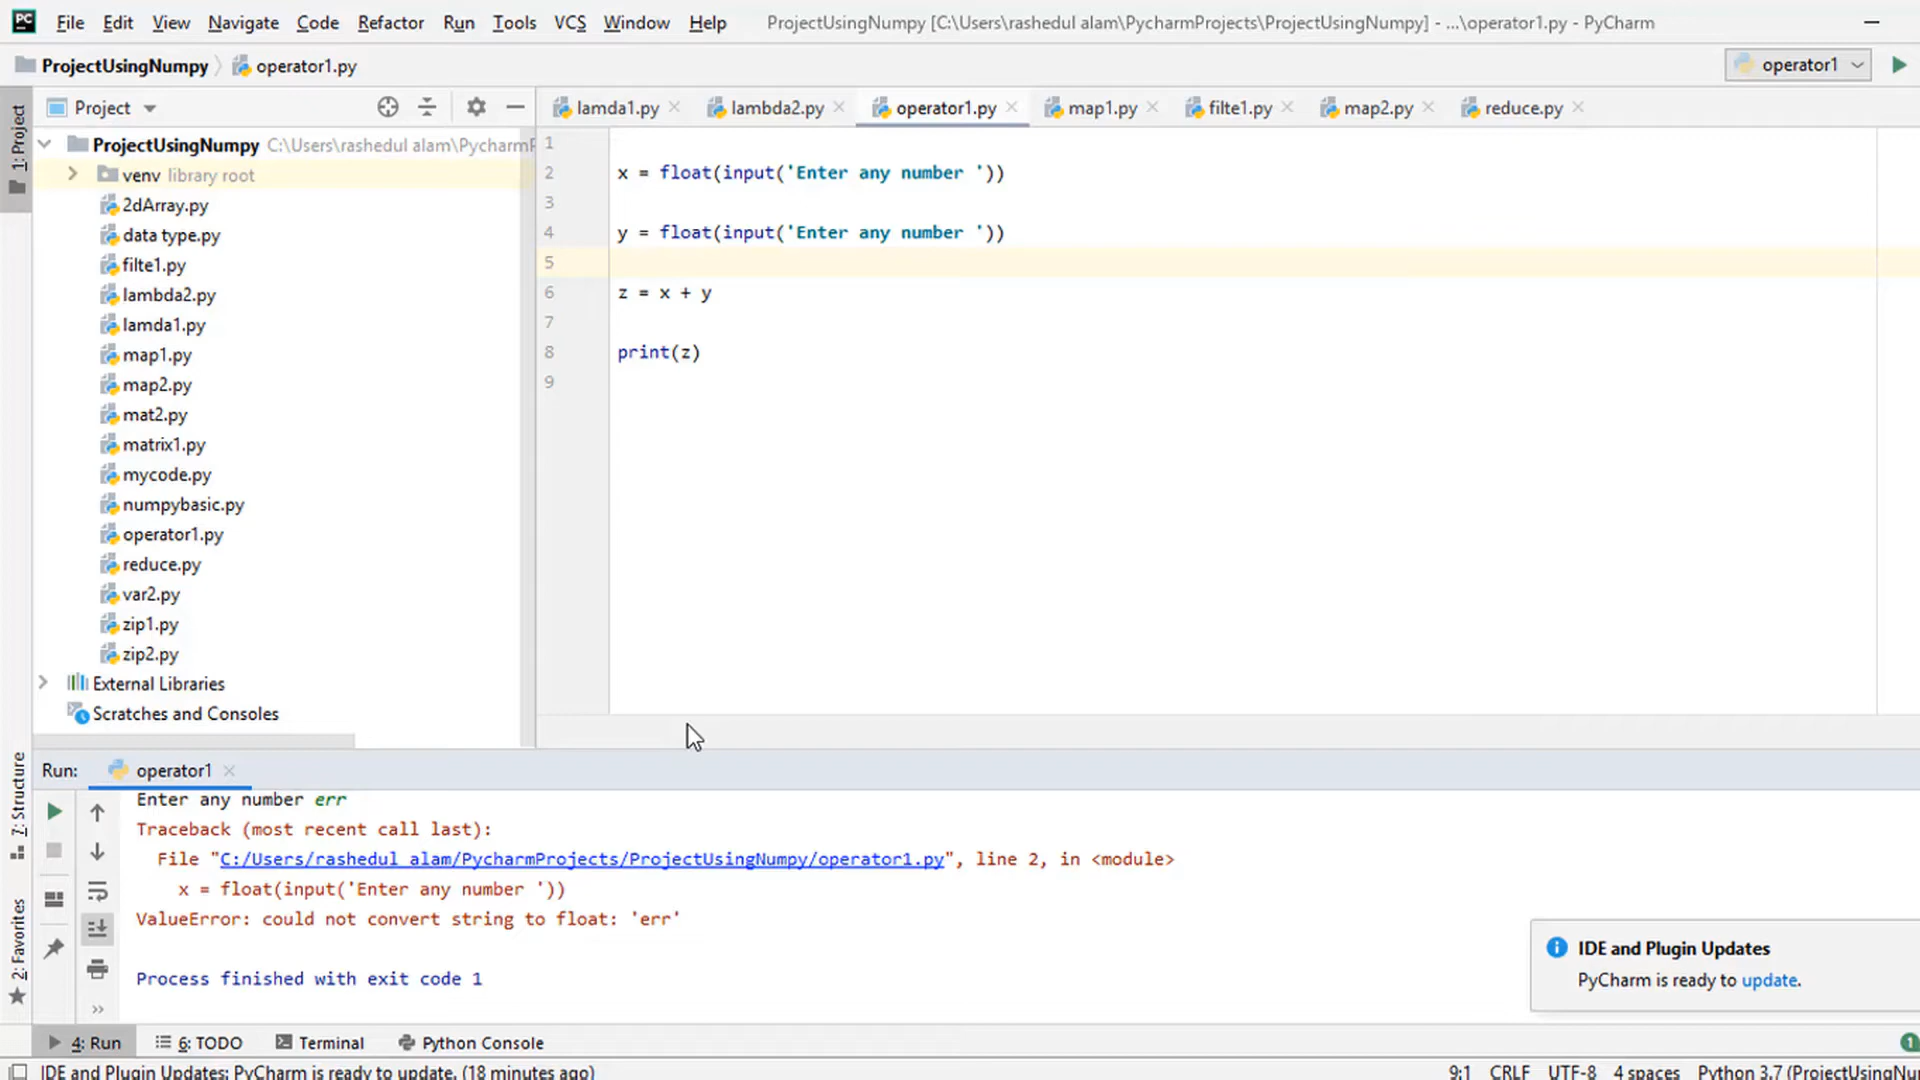 PC File Edit View Navigate Code Refactor Run Tools VCS Window Help ProjectUsingNumpy [C:\Users\rashedul alam\PycharmProjects\ProjectUsingNumpy] - ...\operator1.py - PyCharm
ProjectUsingNumpy operator1.py operator1
1: Project
Project
lamda1.py lambda2.py operator1.py map1.py filte1.py map2.py reduce.py
ProjectUsingNumpy C:\Users\rashedul alam\Pycharm
venv library root
2dArray.py
data type.py
filte1.py
lambda2.py
lamda1.py
map1.py
map2.py
mat2.py
matrix1.py
mycode.py
numpybasic.py
operator1.py
reduce.py
var2.py
zip1.py
zip2.py
External Libraries
Scratches and Consoles
1
2 x = float(input('Enter any number '))
3
4 y = float(input('Enter any number '))
5
6 z = x + y
7
8 print(z)
9
7: Structure
2: Favorites
Run: operator1
Enter any number err
Traceback (most recent call last):
File "C:/Users/rashedul alam/PycharmProjects/ProjectUsingNumpy/operator1.py", line 2, in <module>
x = float(input('Enter any number '))
ValueError: could not convert string to float: 'err'
Process finished with exit code 1
IDE and Plugin Updates
PyCharm is ready to update.
4: Run 6: TODO Terminal Python Console 1
IDE and Plugin Updates: PyCharm is ready to update. (18 minutes ago) 9:1 CRLF UTF-8 4 spaces Python 3.7 (ProjectUsingNu